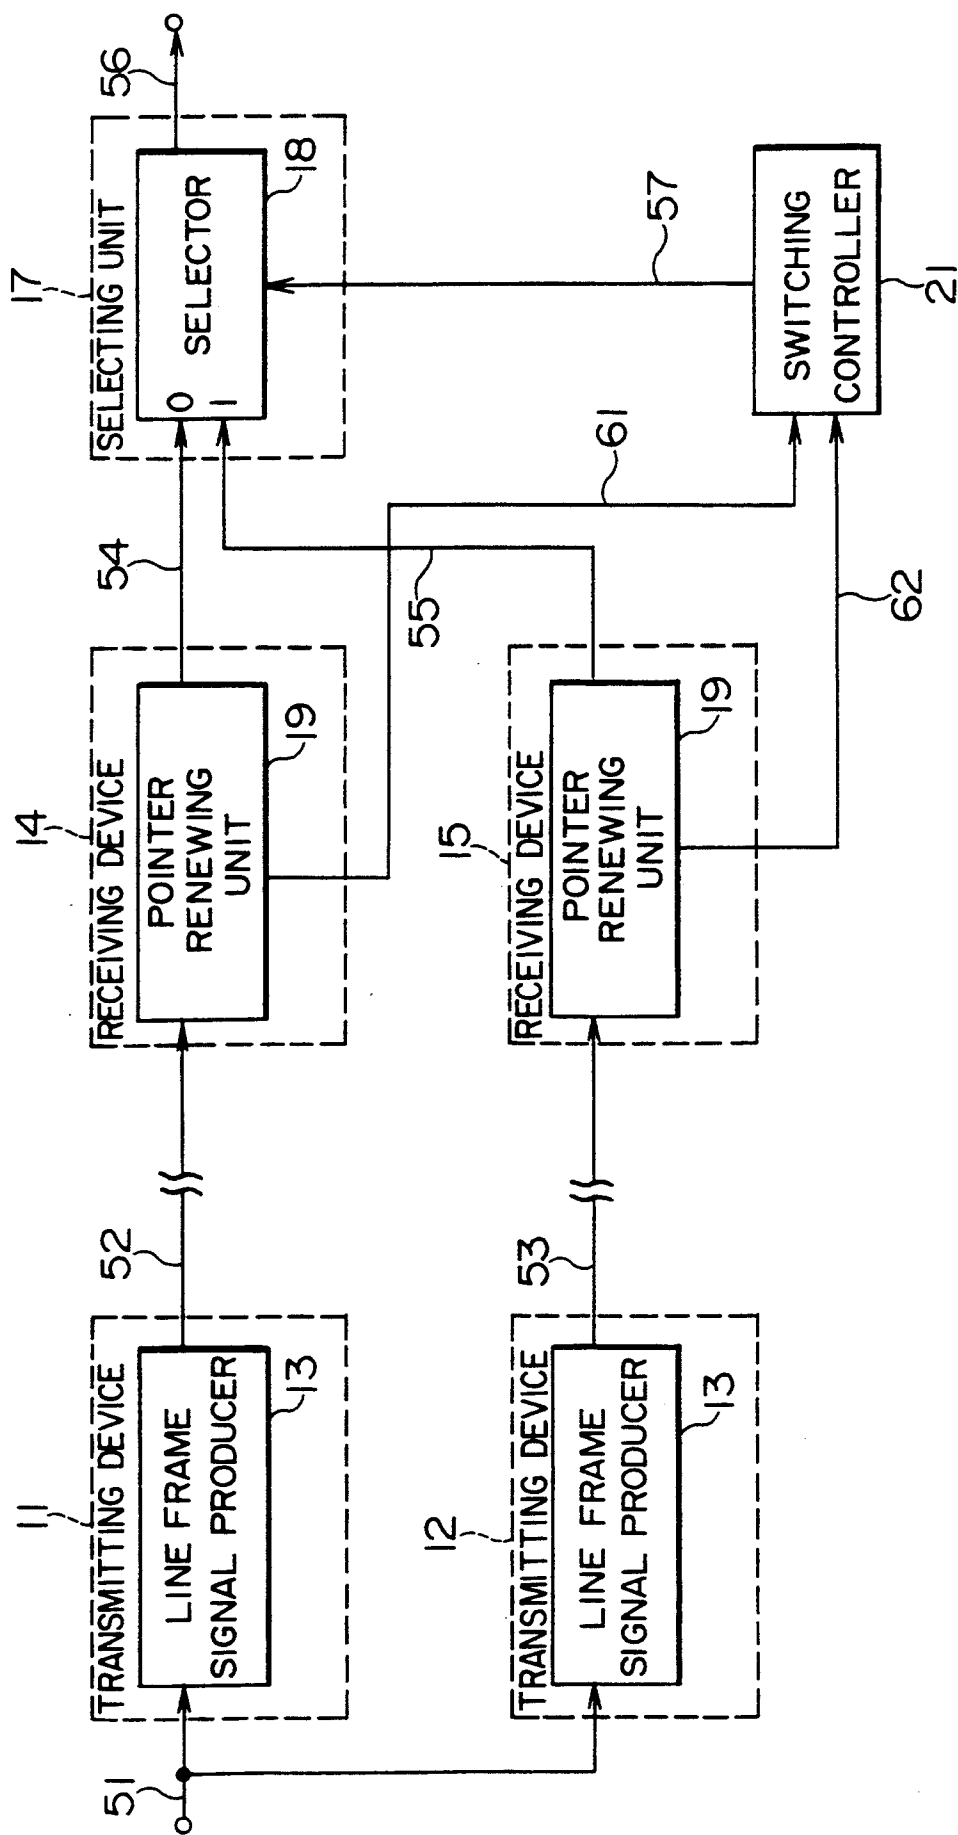 51
11
TRANSMITTING DEVICE
LINE FRAME
SIGNAL PRODUCER
13
52
14
RECEIVING DEVICE
POINTER
RENEWING
UNIT
19
54
17
SELECTING UNIT
0
1
SELECTOR
18
56
12
TRANSMITTING DEVICE
LINE FRAME
SIGNAL PRODUCER
13
53
15
RECEIVING DEVICE
POINTER
RENEWING
UNIT
19
55
61
62
57
SWITCHING
CONTROLLER
21